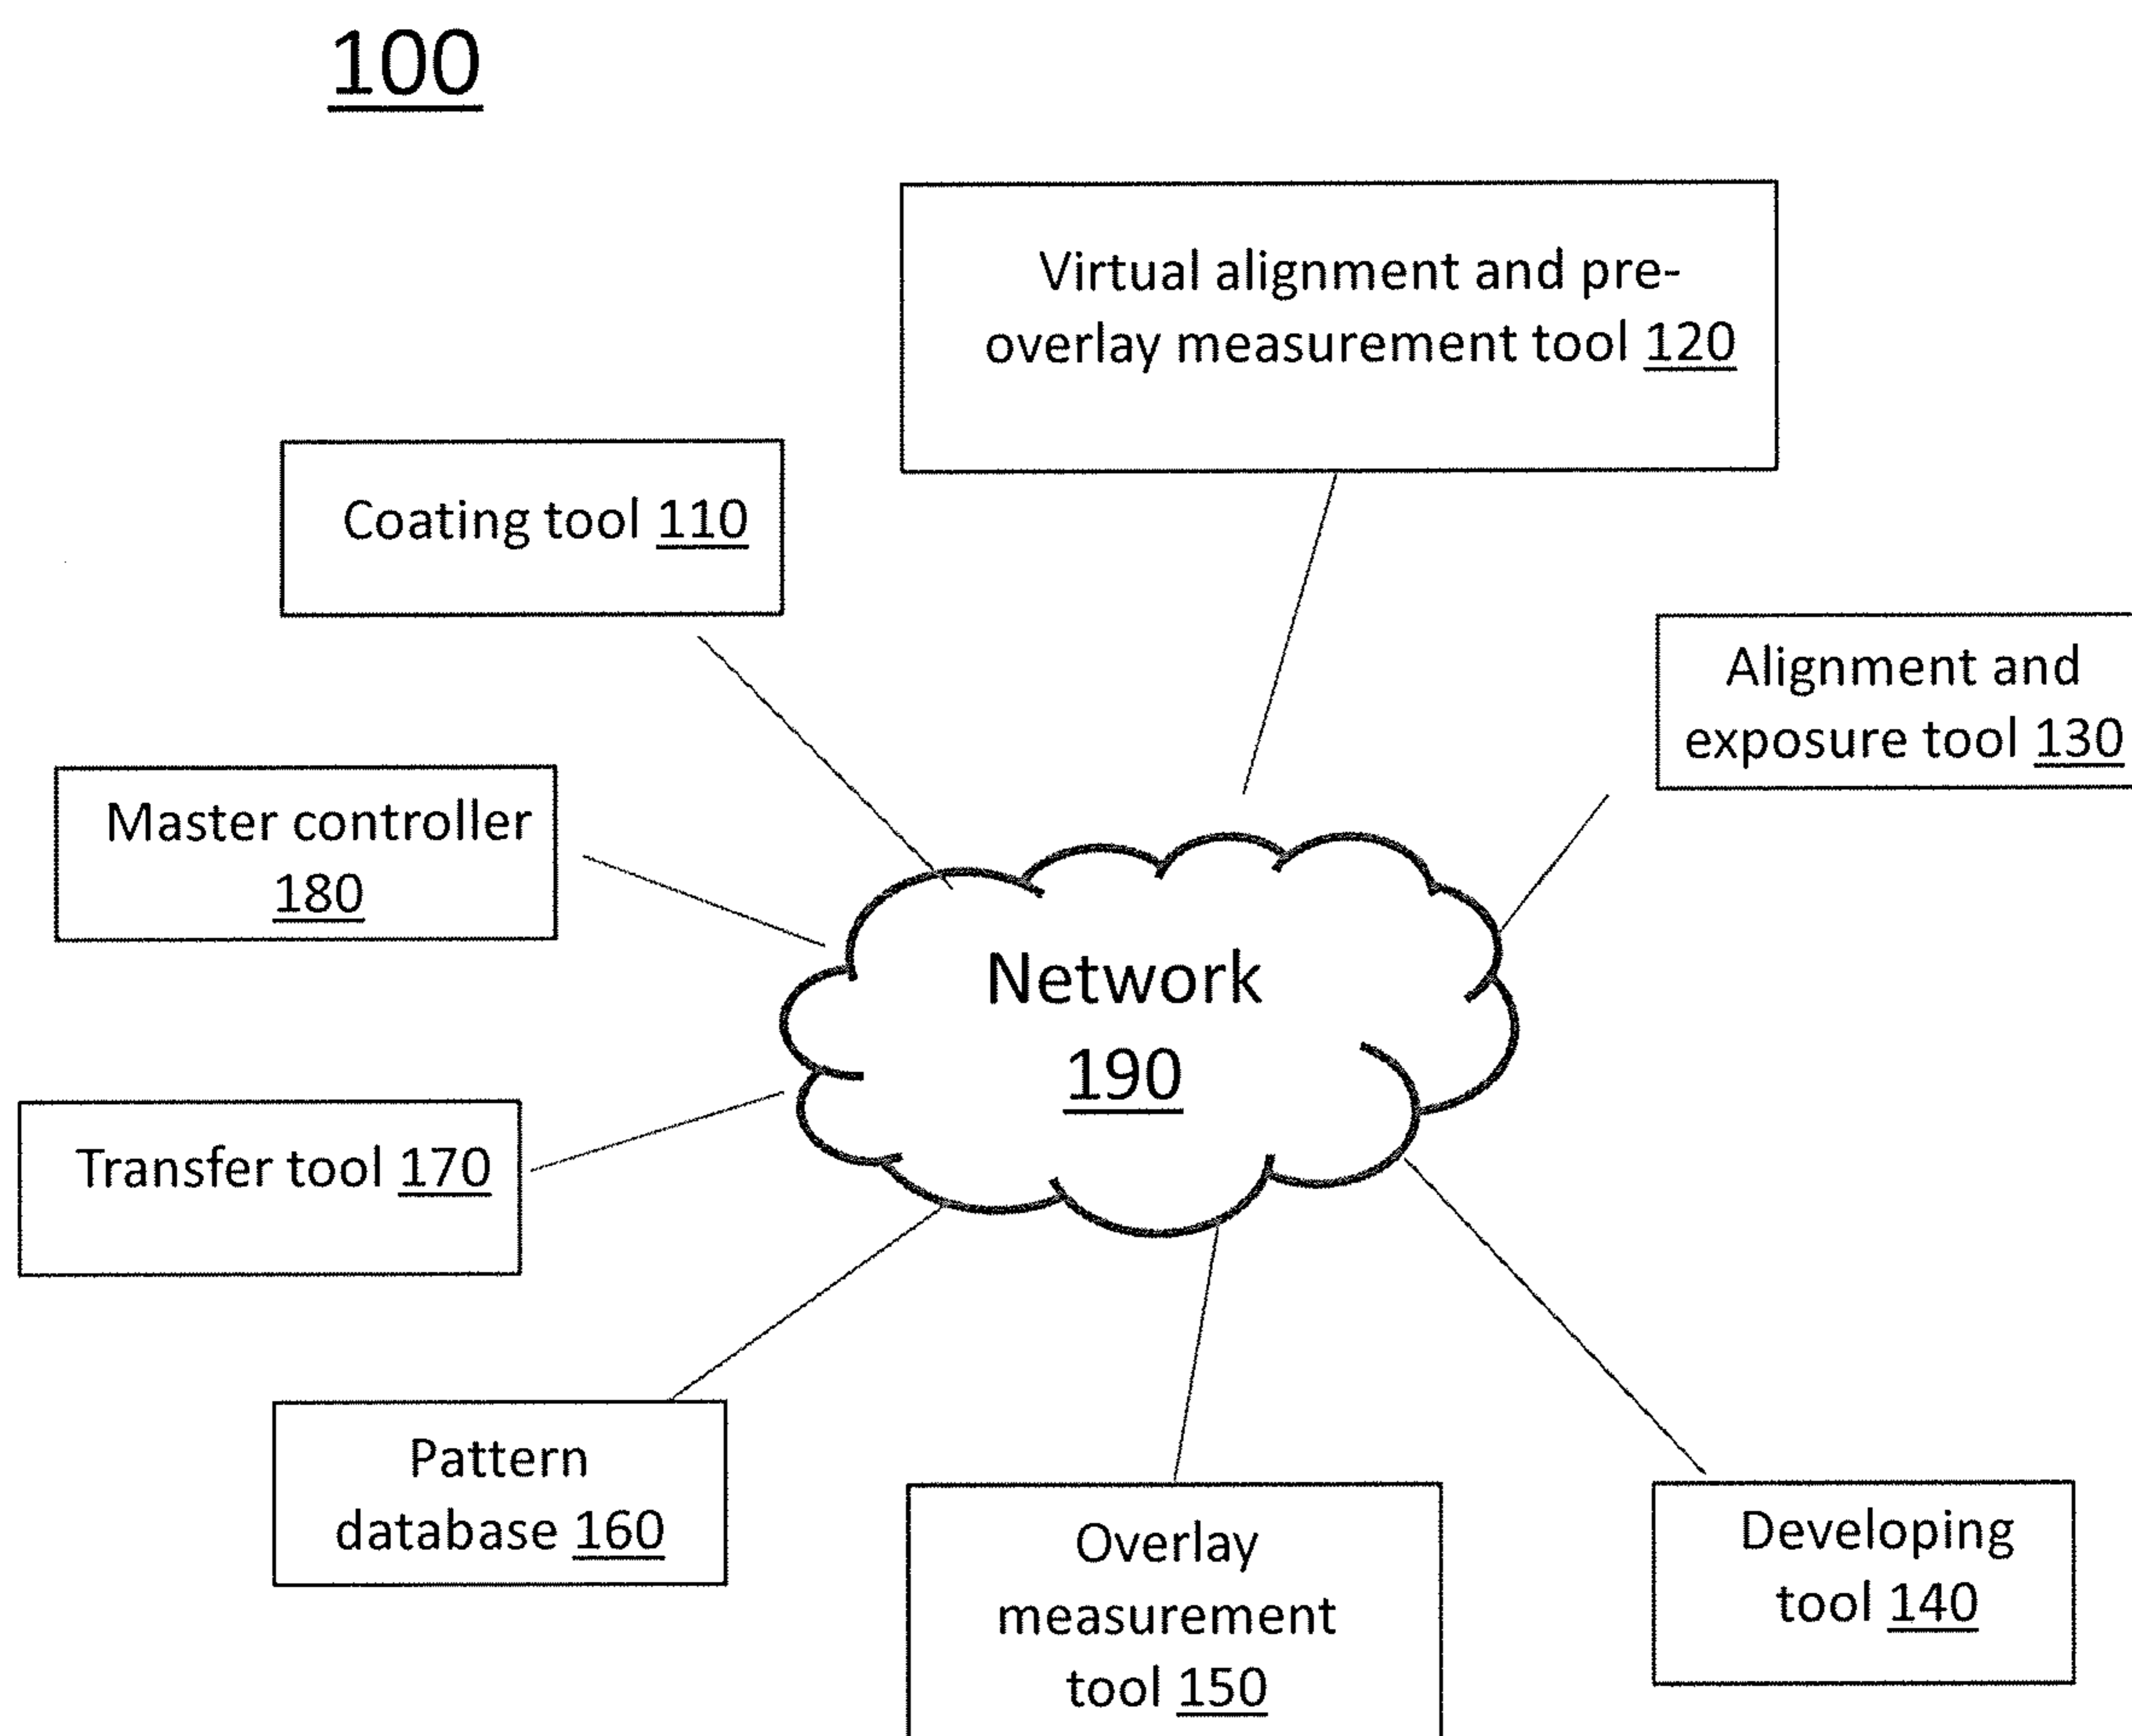 100
Virtual alignment and pre-
overlay measurement tool 120
Coating tool 110
Alignment and
exposure tool 130
Master controller
180
Network
190
Transfer tool 170
Pattern
database 160
Overlay
measurement
tool 150
Developing
tool 140